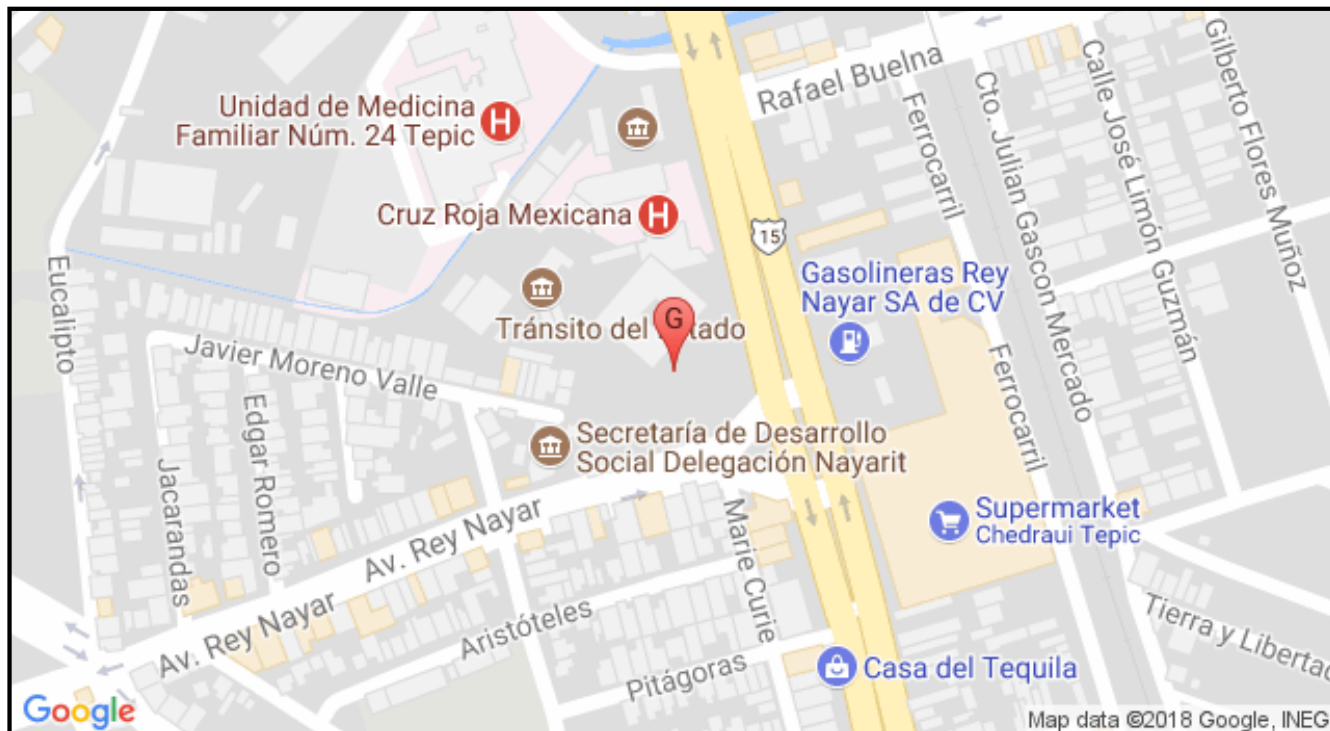 Unidad de Medicina
Familiar Núm. 24 Tepic
H
Rafael Buelna
Calle José Limón Guzmán
Gilberto Flores Muñoz
Ferrocarril
Cto. Julian Gascon Mercado
Cruz Roja Mexicana
H
15
Eucalipto
Gasolineras Rey
Nayar SA de CV
G
Tránsito del
Javier Moreno Valle
Ferrocarril
Edgar Romero
Jacarandas
Secretaría de Desarrollo
Social Delegación Nayarit
Av. Rey Nayar
Marie Curie
Supermarket
Chedraui Tepic
Av. Rey Nayar
Aristóteles
Tierra y Libertad
Pitágoras
Casa del Tequila
Google
Map data ©2018 Google, INEG